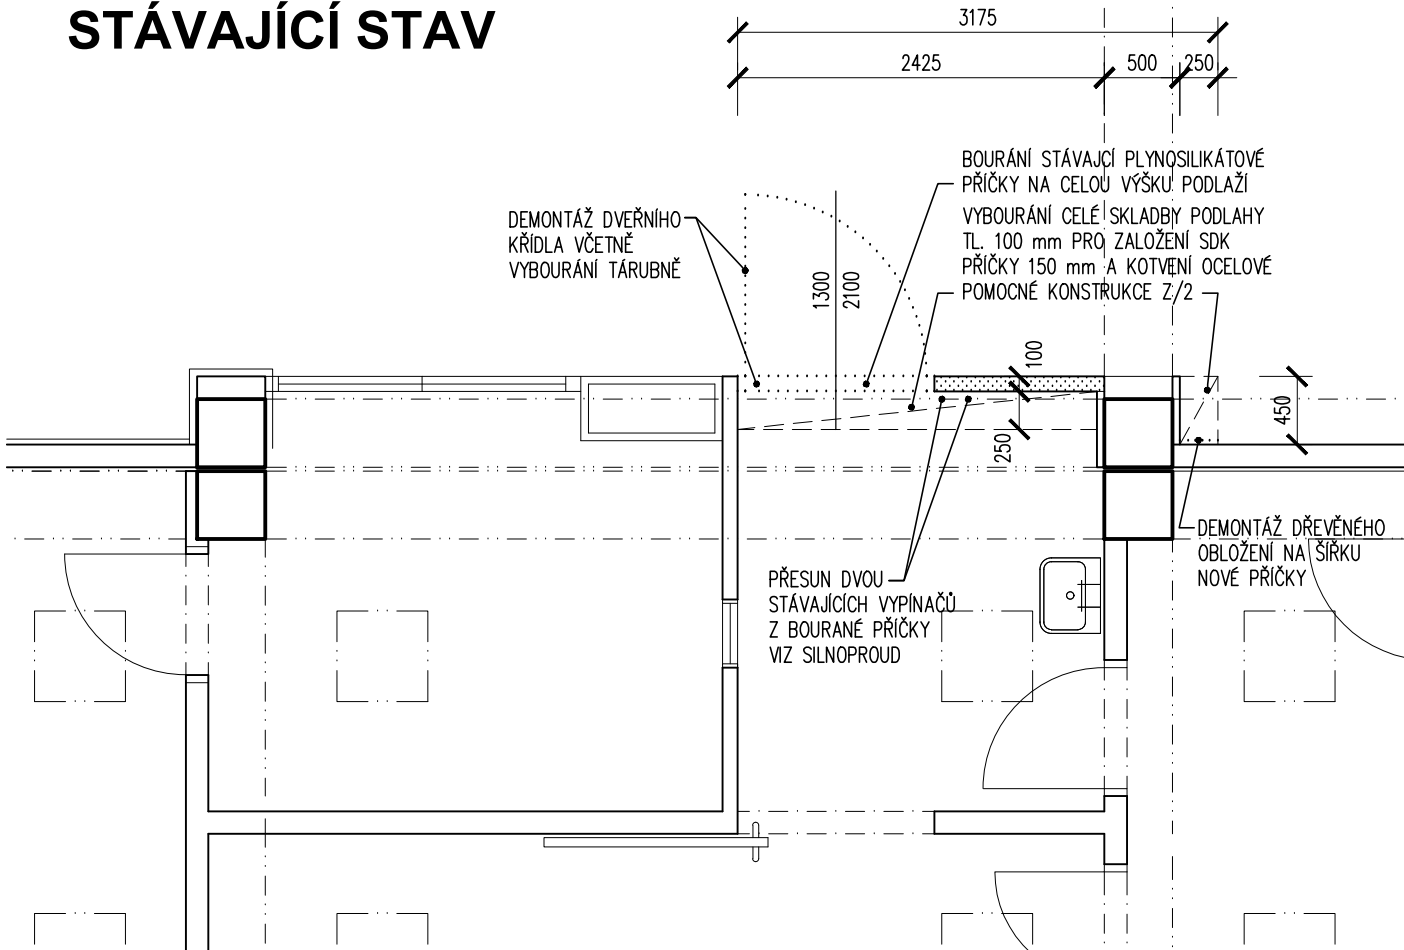 STÁVAJÍCÍ STAV
3175
2425
500
250
BOURÁNÍ STÁVAJCÍ PLYNOSILIKÁTOVÉ
PŘÍČKY NA CELOU VÝŠKU PODLAŽÍ
VYBOURÁNÍ CELÉ SKLADBY PODLAHY
TL. 100 mm PRO ZALOŽENÍ SDK
PŘÍČKY 150 mm A KOTVENÍ OCELOVÉ
POMOCNÉ KONSTRUKCE Z/2
DEMONTÁŽ DVEŘNÍHO
KŘÍDLA VČETNĚ
VYBOURÁNÍ TÁRUBNĚ
1300
2100
100
250
450
DEMONTÁŽ DŘEVĚNÉHO
OBLOŽENÍ NA ŠÍŘKU
NOVÉ PŘÍČKY
PŘESUN DVOU
STÁVAJÍCÍCH VYPÍNAČŮ
Z BOURANÉ PŘÍČKY
VIZ SILNOPROUD